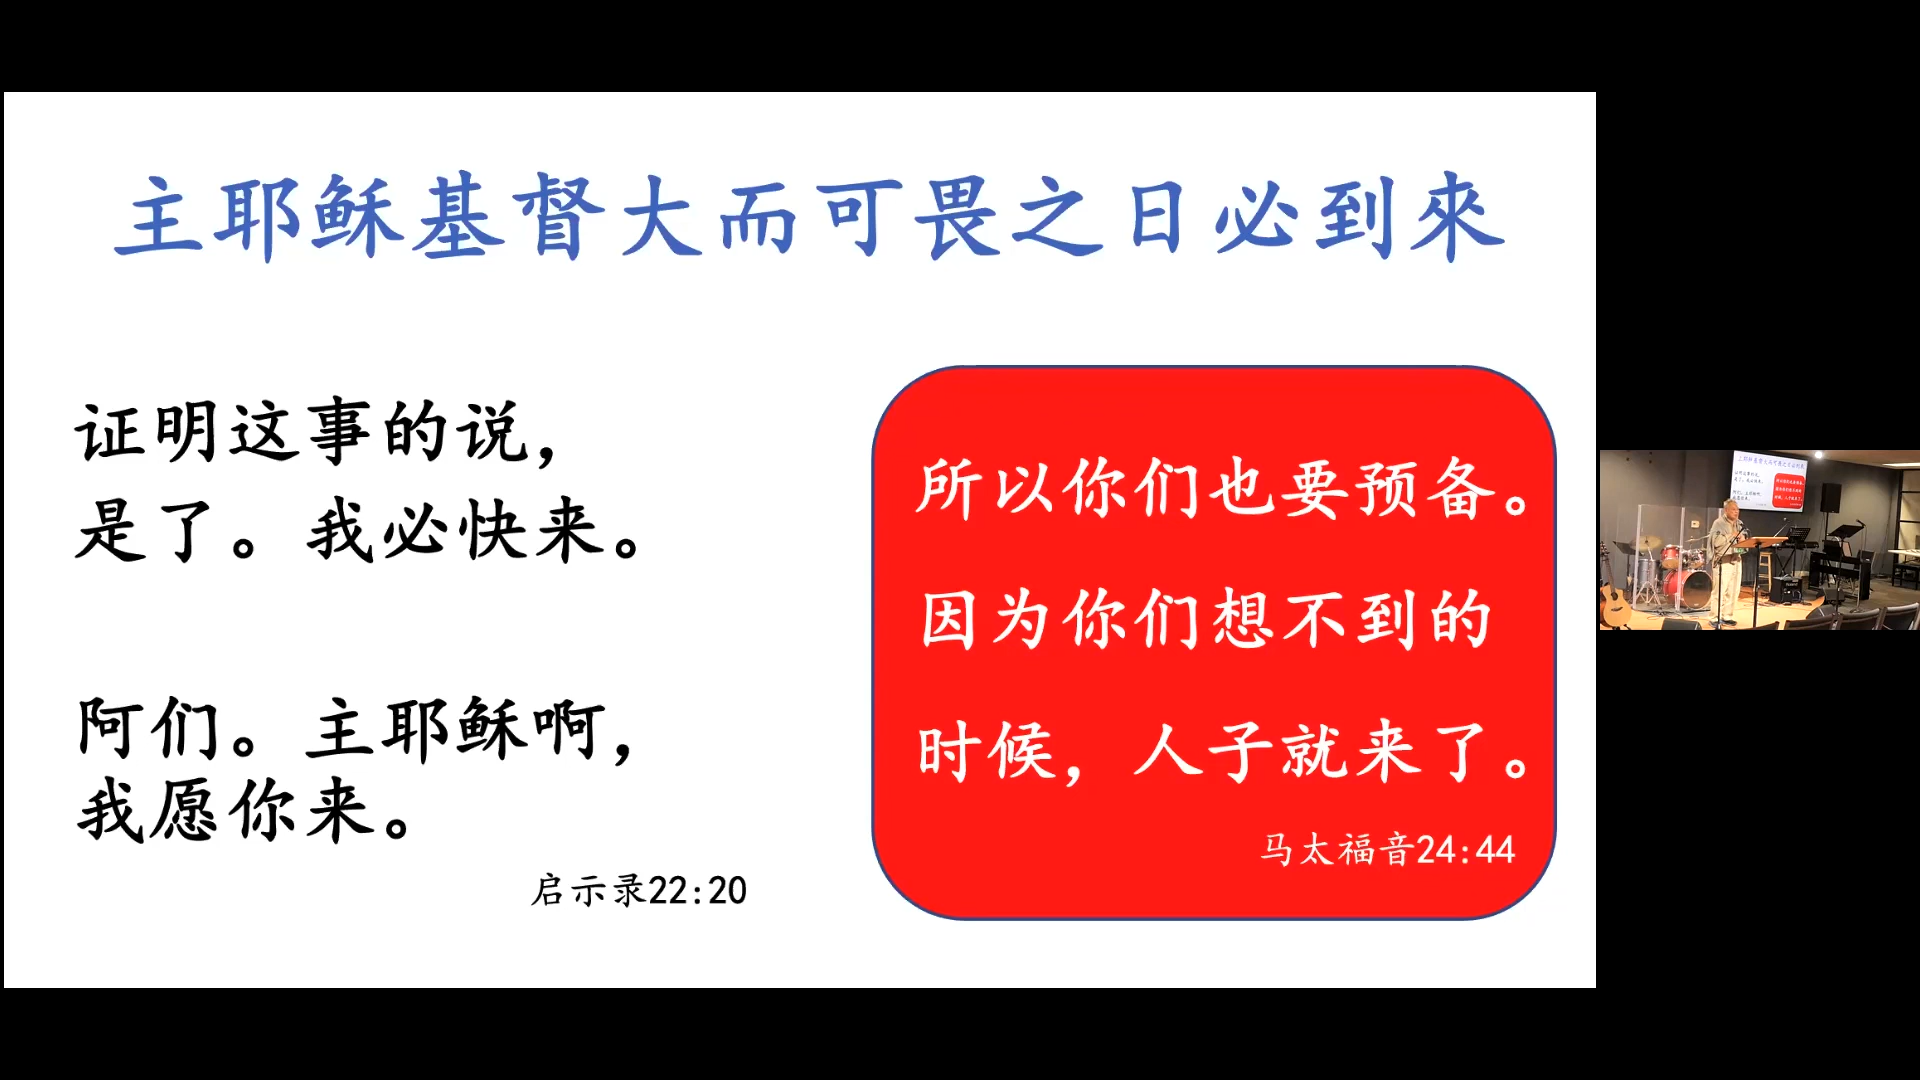 主耶稣基督大而可畏之日必到來
证明这事的说，
是了。我必快来。
阿们。主耶稣啊，
我愿你来。
启示录22:20
所以你们也要预备。
因为你们想不到的
时候，人子就来了。
马太福音24:44